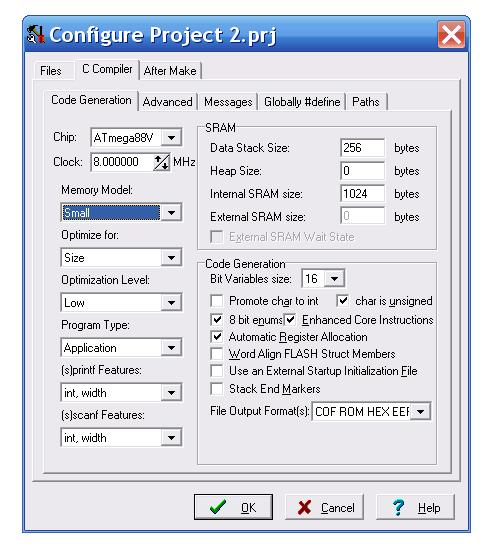 Configure Project 2.prj
Files C Compiler After Make
Code Generation Advanced Messages Globally #define Paths
Chip: ATmega88V
Clock: 8.000000 MHz
Memory Model:
Small
Optimize for:
Size
Optimization Level:
Low
Program Type:
Application
(s)printf Features:
int, width
(s)scanf Features:
int, width
SRAM
Data Stack Size: 256 bytes
Heap Size: 0 bytes
Internal SRAM size: 1024 bytes
External SRAM size: 0 bytes
External SRAM Wait State
Code Generation
Bit Variables size: 16
Promote char to int char is unsigned
8 bit enums Enhanced Core Instructions
Automatic Register Allocation
Word Align FLASH Struct Members
Use an External Startup Initialization File
Stack End Markers
File Output Format(s): COF ROM HEX EEF
OK Cancel Help